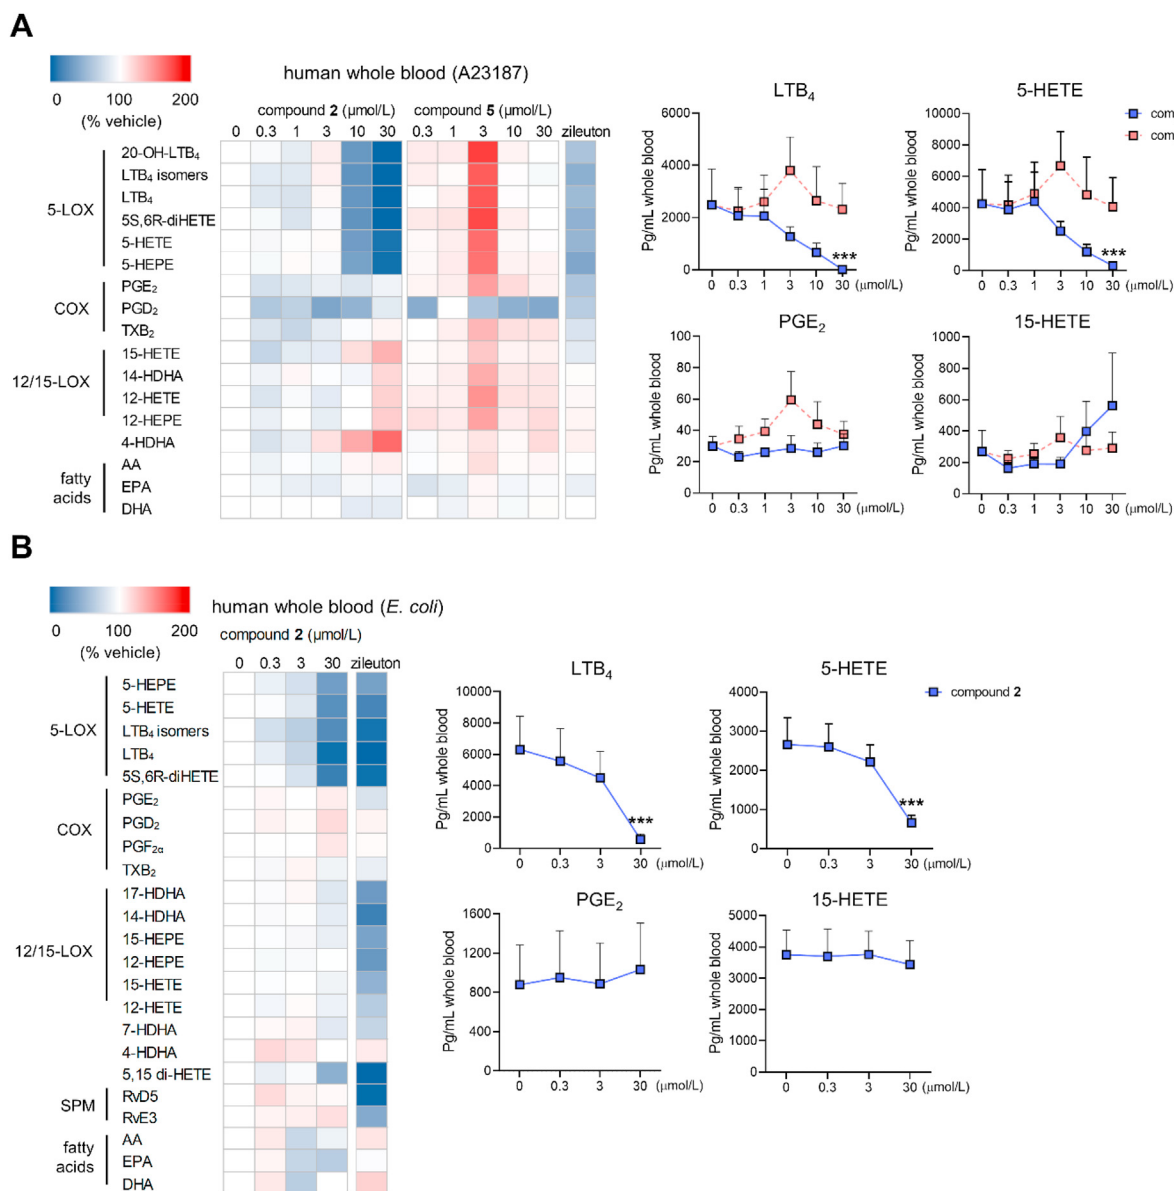 A
0 100 200
(% vehicle)
human whole blood (A23187)
compound 2 (μmol/L) compound 5 (μmol/L)
0 0.3 1 3 10 30 0.3 1 3 10 30 zileuton
5-LOX
20-OH-LTB4
LTB4 isomers
LTB4
5S,6R-diHETE
5-HETE
5-HEPE
COX
PGE2
PGD2
TXB2
12/15-LOX
15-HETE
14-HDHA
12-HETE
12-HEPE
4-HDHA
fatty
acids
AA
EPA
DHA
LTB4
Pg/mL whole blood
6000
4000
2000
0
***
0 0.3 1 3 10 30 (μmol/L)
5-HETE
Pg/mL whole blood
10000
8000
6000
4000
2000
0
***
0 0.3 1 3 10 30 (μmol/L)
com
com
PGE2
Pg/mL whole blood
100
80
60
40
20
0
0 0.3 1 3 10 30 (μmol/L)
15-HETE
Pg/mL whole blood
1000
800
600
400
200
0
0 0.3 1 3 10 30 (μmol/L)
B
0 100 200
(% vehicle)
human whole blood (E. coli)
compound 2 (μmol/L)
0 0.3 3 30 zileuton
5-LOX
5-HEPE
5-HETE
LTB4 isomers
LTB4
5S,6R-diHETE
COX
PGE2
PGD2
PGF2α
TXB2
12/15-LOX
17-HDHA
14-HDHA
15-HEPE
12-HEPE
15-HETE
12-HETE
7-HDHA
4-HDHA
5,15 di-HETE
SPM
RvD5
RvE3
fatty
acids
AA
EPA
DHA
LTB4
Pg/mL whole blood
10000
8000
6000
4000
2000
0
***
0 0.3 3 30 (μmol/L)
5-HETE
Pg/mL whole blood
4000
3000
2000
1000
0
***
0 0.3 3 30 (μmol/L)
compound 2
PGE2
Pg/mL whole blood
1600
1200
800
400
0
0 0.3 3 30 (μmol/L)
15-HETE
Pg/mL whole blood
5000
4000
3000
2000
1000
0
0 0.3 3 30 (μmol/L)